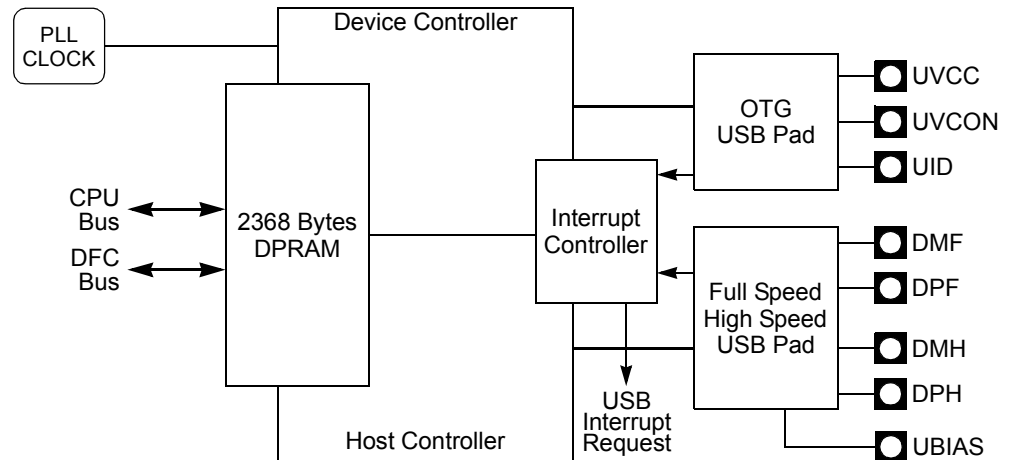 PLL
CLOCK
Device Controller
OTG
USB Pad
UVCC
UVCON
UID
CPU
Bus
DFC
Bus
2368 Bytes
DPRAM
Interrupt
Controller
Full Speed
High Speed
USB Pad
DMF
DPF
DMH
DPH
UBIAS
USB
Interrupt
Request
Host Controller